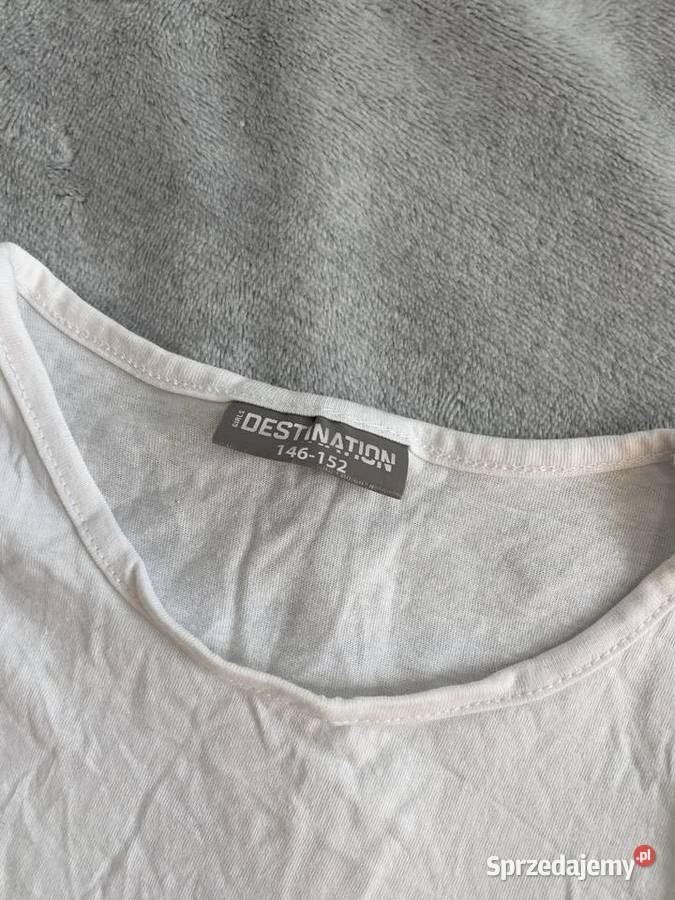 GIRLS
DESTINATION
146-152
Sprzedajemy.pl